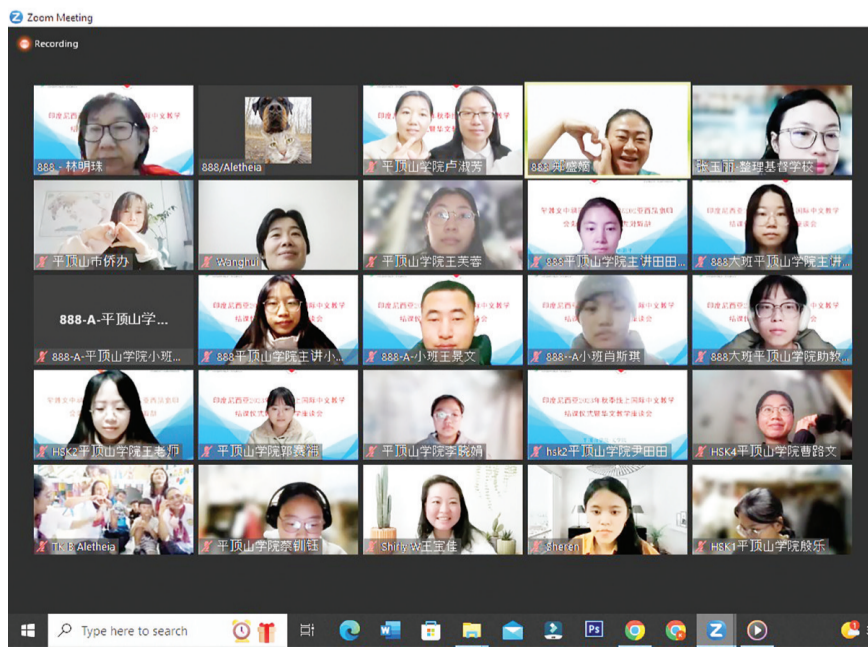 Zoom Meeting
Recording
888 - 林明珠
888/Aletheia
平顶山学院卢淑芳
张玉丽-整理基督学校
平顶山市侨办
Wanghui
平顶山学院王芙蓉
888平顶山学院主讲田田...
888大班平顶山学院主讲...
888-A-平顶山学...
888-A-平顶山学院小班...
888平顶山学院主讲小...
888-A-小班王景文
888--A小班肖斯琪
888大班平顶山学院助教...
HSK2平顶山学院王老师
平顶山学院郭赛娜
平顶山学院李晓娟
hsk2平顶山学院尹田田
HSK4平顶山学院曹路文
TK B Aletheia
平顶山学院蔡钏钰
Shirly W王宝佳
Sheren
HSK1平顶山学院殷乐
Type here to search
Ps